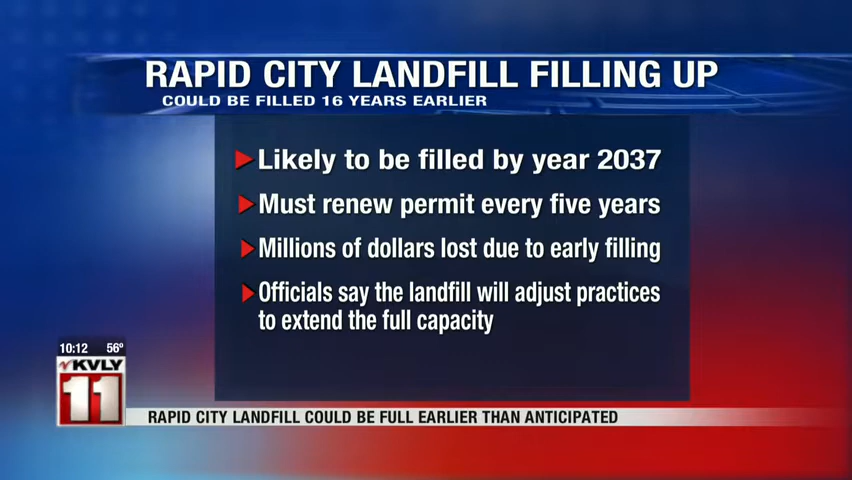 RAPID CITY LANDFILL FILLING UP
COULD BE FILLED 16 YEARS EARLIER
Likely to be filled by year 2037
Must renew permit every five years
Millions of dollars lost due to early filling
Officials say the landfill will adjust practices
to extend the full capacity
10:12 56º
KVLY
11
RAPID CITY LANDFILL COULD BE FULL EARLIER THAN ANTICIPATED